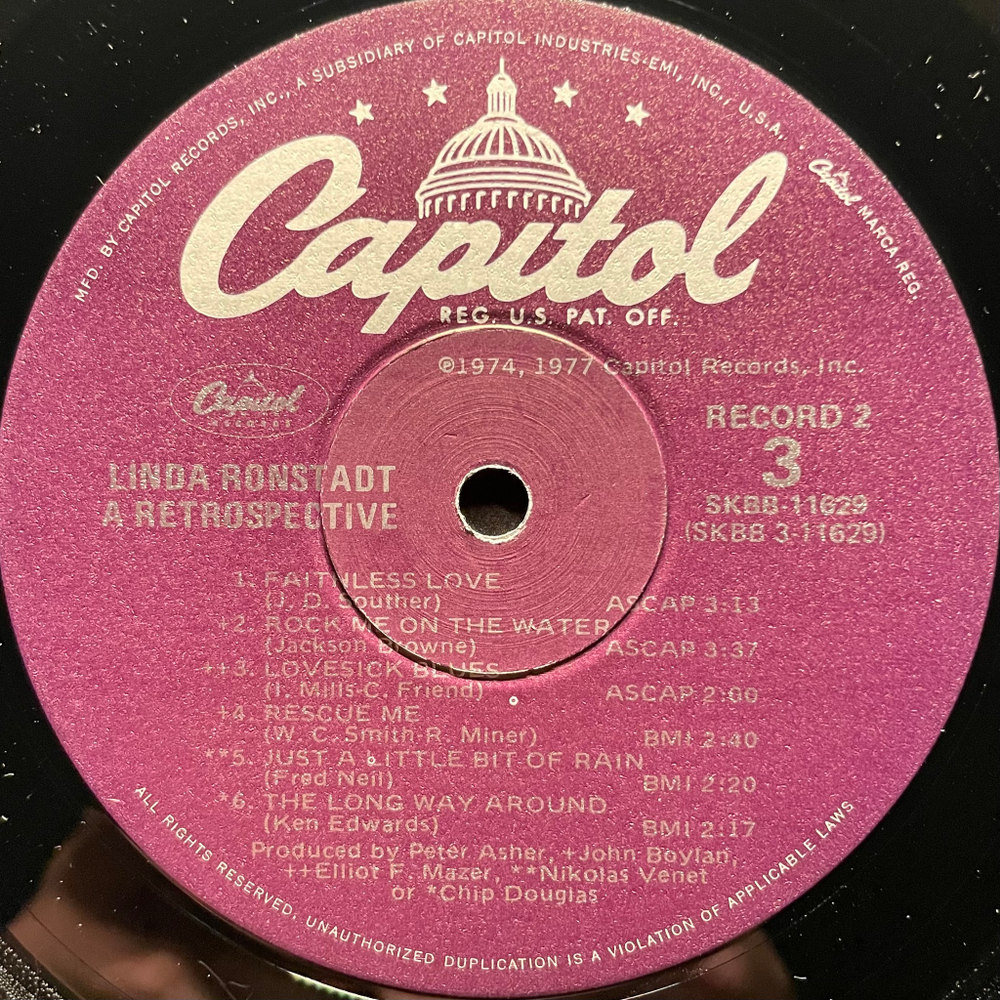 MFD. BY CAPITOL RECORDS, INC., A SUBSIDIARY OF CAPITOL INDUSTRIES-EMI, INC., U.S.A.
Capitol MARCA REG.
Capitol
REG. U.S. PAT. OFF.
℗1974, 1977 Capitol Records, Inc.
Capitol
RECORDS
RECORD 2
3
SKBB-11629
(SKBB 3-11629)
LINDA RONSTADT
A RETROSPECTIVE
1. FAITHLESS LOVE
(J. D. Souther) ASCAP 3:13
+2. ROCK ME ON THE WATER
(Jackson Browne) ASCAP 3:37
++3. LOVESICK BLUES
(I. Mills-C. Friend) ASCAP 2:00
+4. RESCUE ME
(W. C. Smith-R. Miner) BMI 2:40
**5. JUST A LITTLE BIT OF RAIN
(Fred Neil) BMI 2:20
*6. THE LONG WAY AROUND
(Ken Edwards) BMI 2:17
Produced by Peter Asher, +John Boylan,
++Elliot F. Mazer, **Nikolas Venet
or *Chip Douglas
ALL RIGHTS RESERVED, UNAUTHORIZED DUPLICATION IS A VIOLATION OF APPLICABLE LAWS